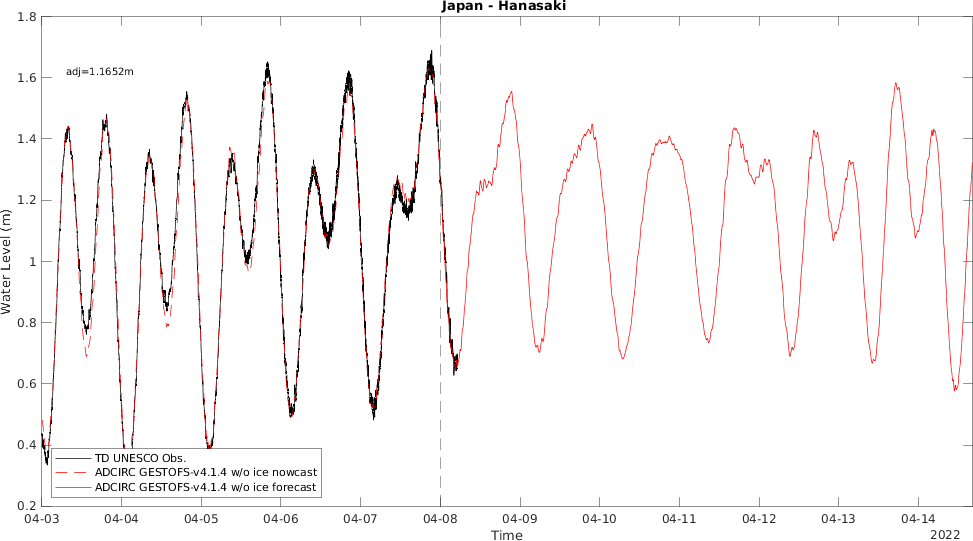 Japan - Hanasaki
adj=1.1652m
Water Level (m)
1.8
1.6
1.4
1.2
1
0.8
0.6
0.4
0.2
TD UNESCO Obs.
ADCIRC GESTOFS-v4.1.4 w/o ice nowcast
ADCIRC GESTOFS-v4.1.4 w/o ice forecast
04-03 04-04 04-05 04-06 04-07 04-08 04-09 04-10 04-11 04-12 04-13 04-14
Time
2022